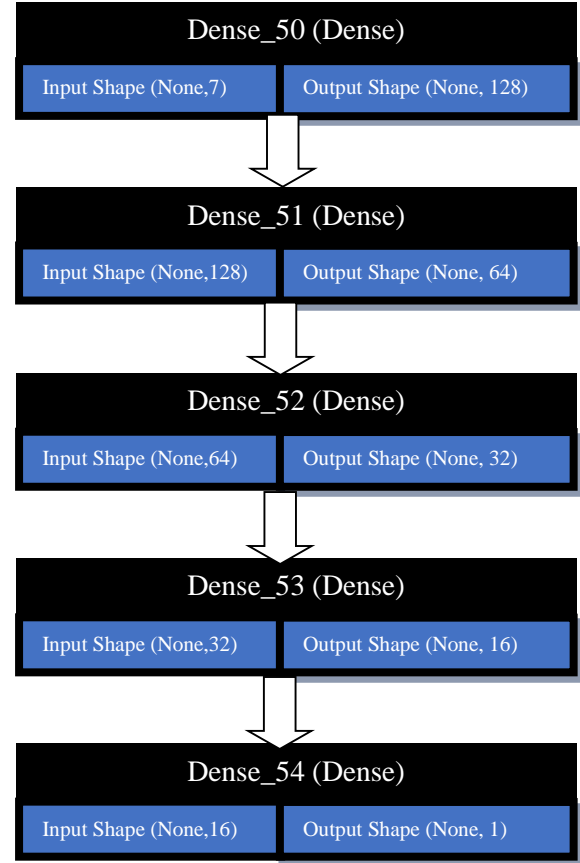 Dense_50 (Dense)
Input Shape (None,7) Output Shape (None, 128)
Dense_51 (Dense)
Input Shape (None,128) Output Shape (None, 64)
Dense_52 (Dense)
Input Shape (None,64) Output Shape (None, 32)
Dense_53 (Dense)
Input Shape (None,32) Output Shape (None, 16)
Dense_54 (Dense)
Input Shape (None,16) Output Shape (None, 1)